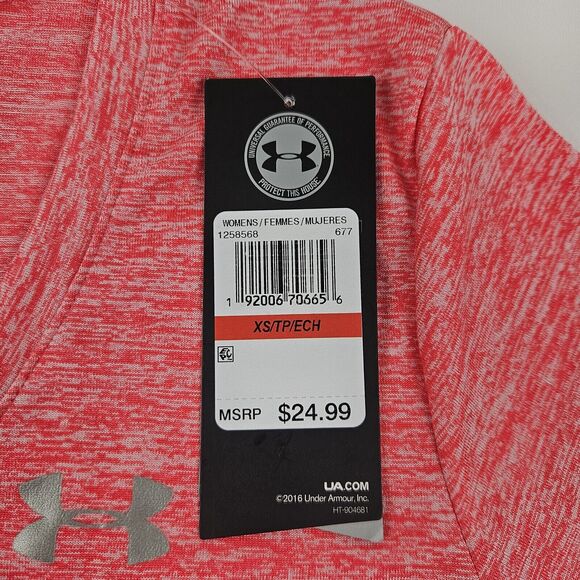 UNIVERSAL GUARANTEE OF PERFORMANCE
PROTECT THIS HOUSE
WOMENS/FEMMES/MUJERES
1258568 677
1 92006 70665 6
XS/TP/ECH
MSRP $24.99
UA.COM
©2016 Under Armour, Inc.
HT-904681